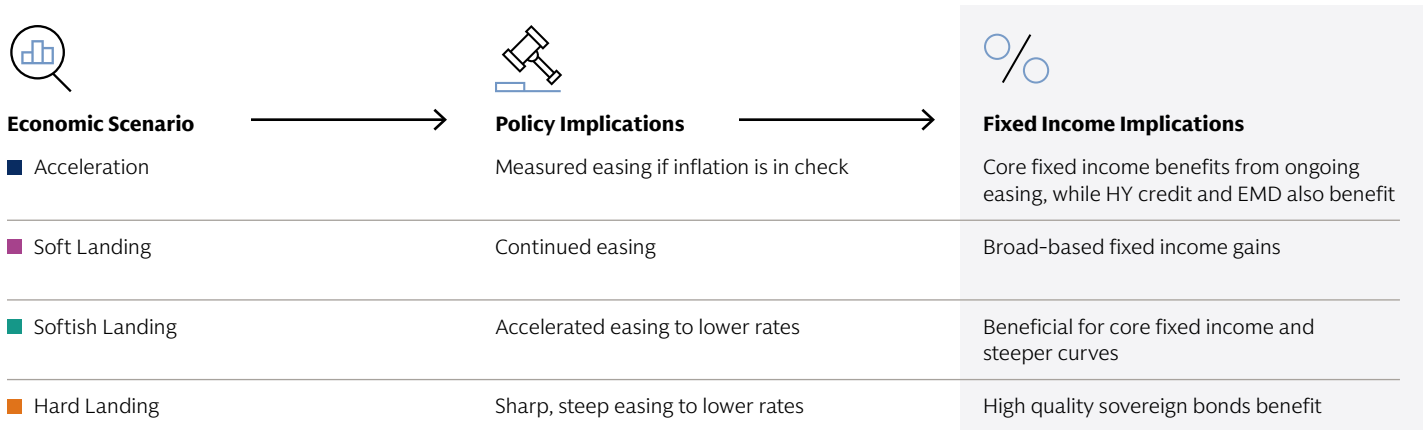 Economic Scenario
Policy Implications
Fixed Income Implications
Acceleration
Measured easing if inflation is in check
Core fixed income benefits from ongoing
easing, while HY credit and EMD also benefit
Soft Landing
Continued easing
Broad-based fixed income gains
Softish Landing
Accelerated easing to lower rates
Beneficial for core fixed income and
steeper curves
Hard Landing
Sharp, steep easing to lower rates
High quality sovereign bonds benefit